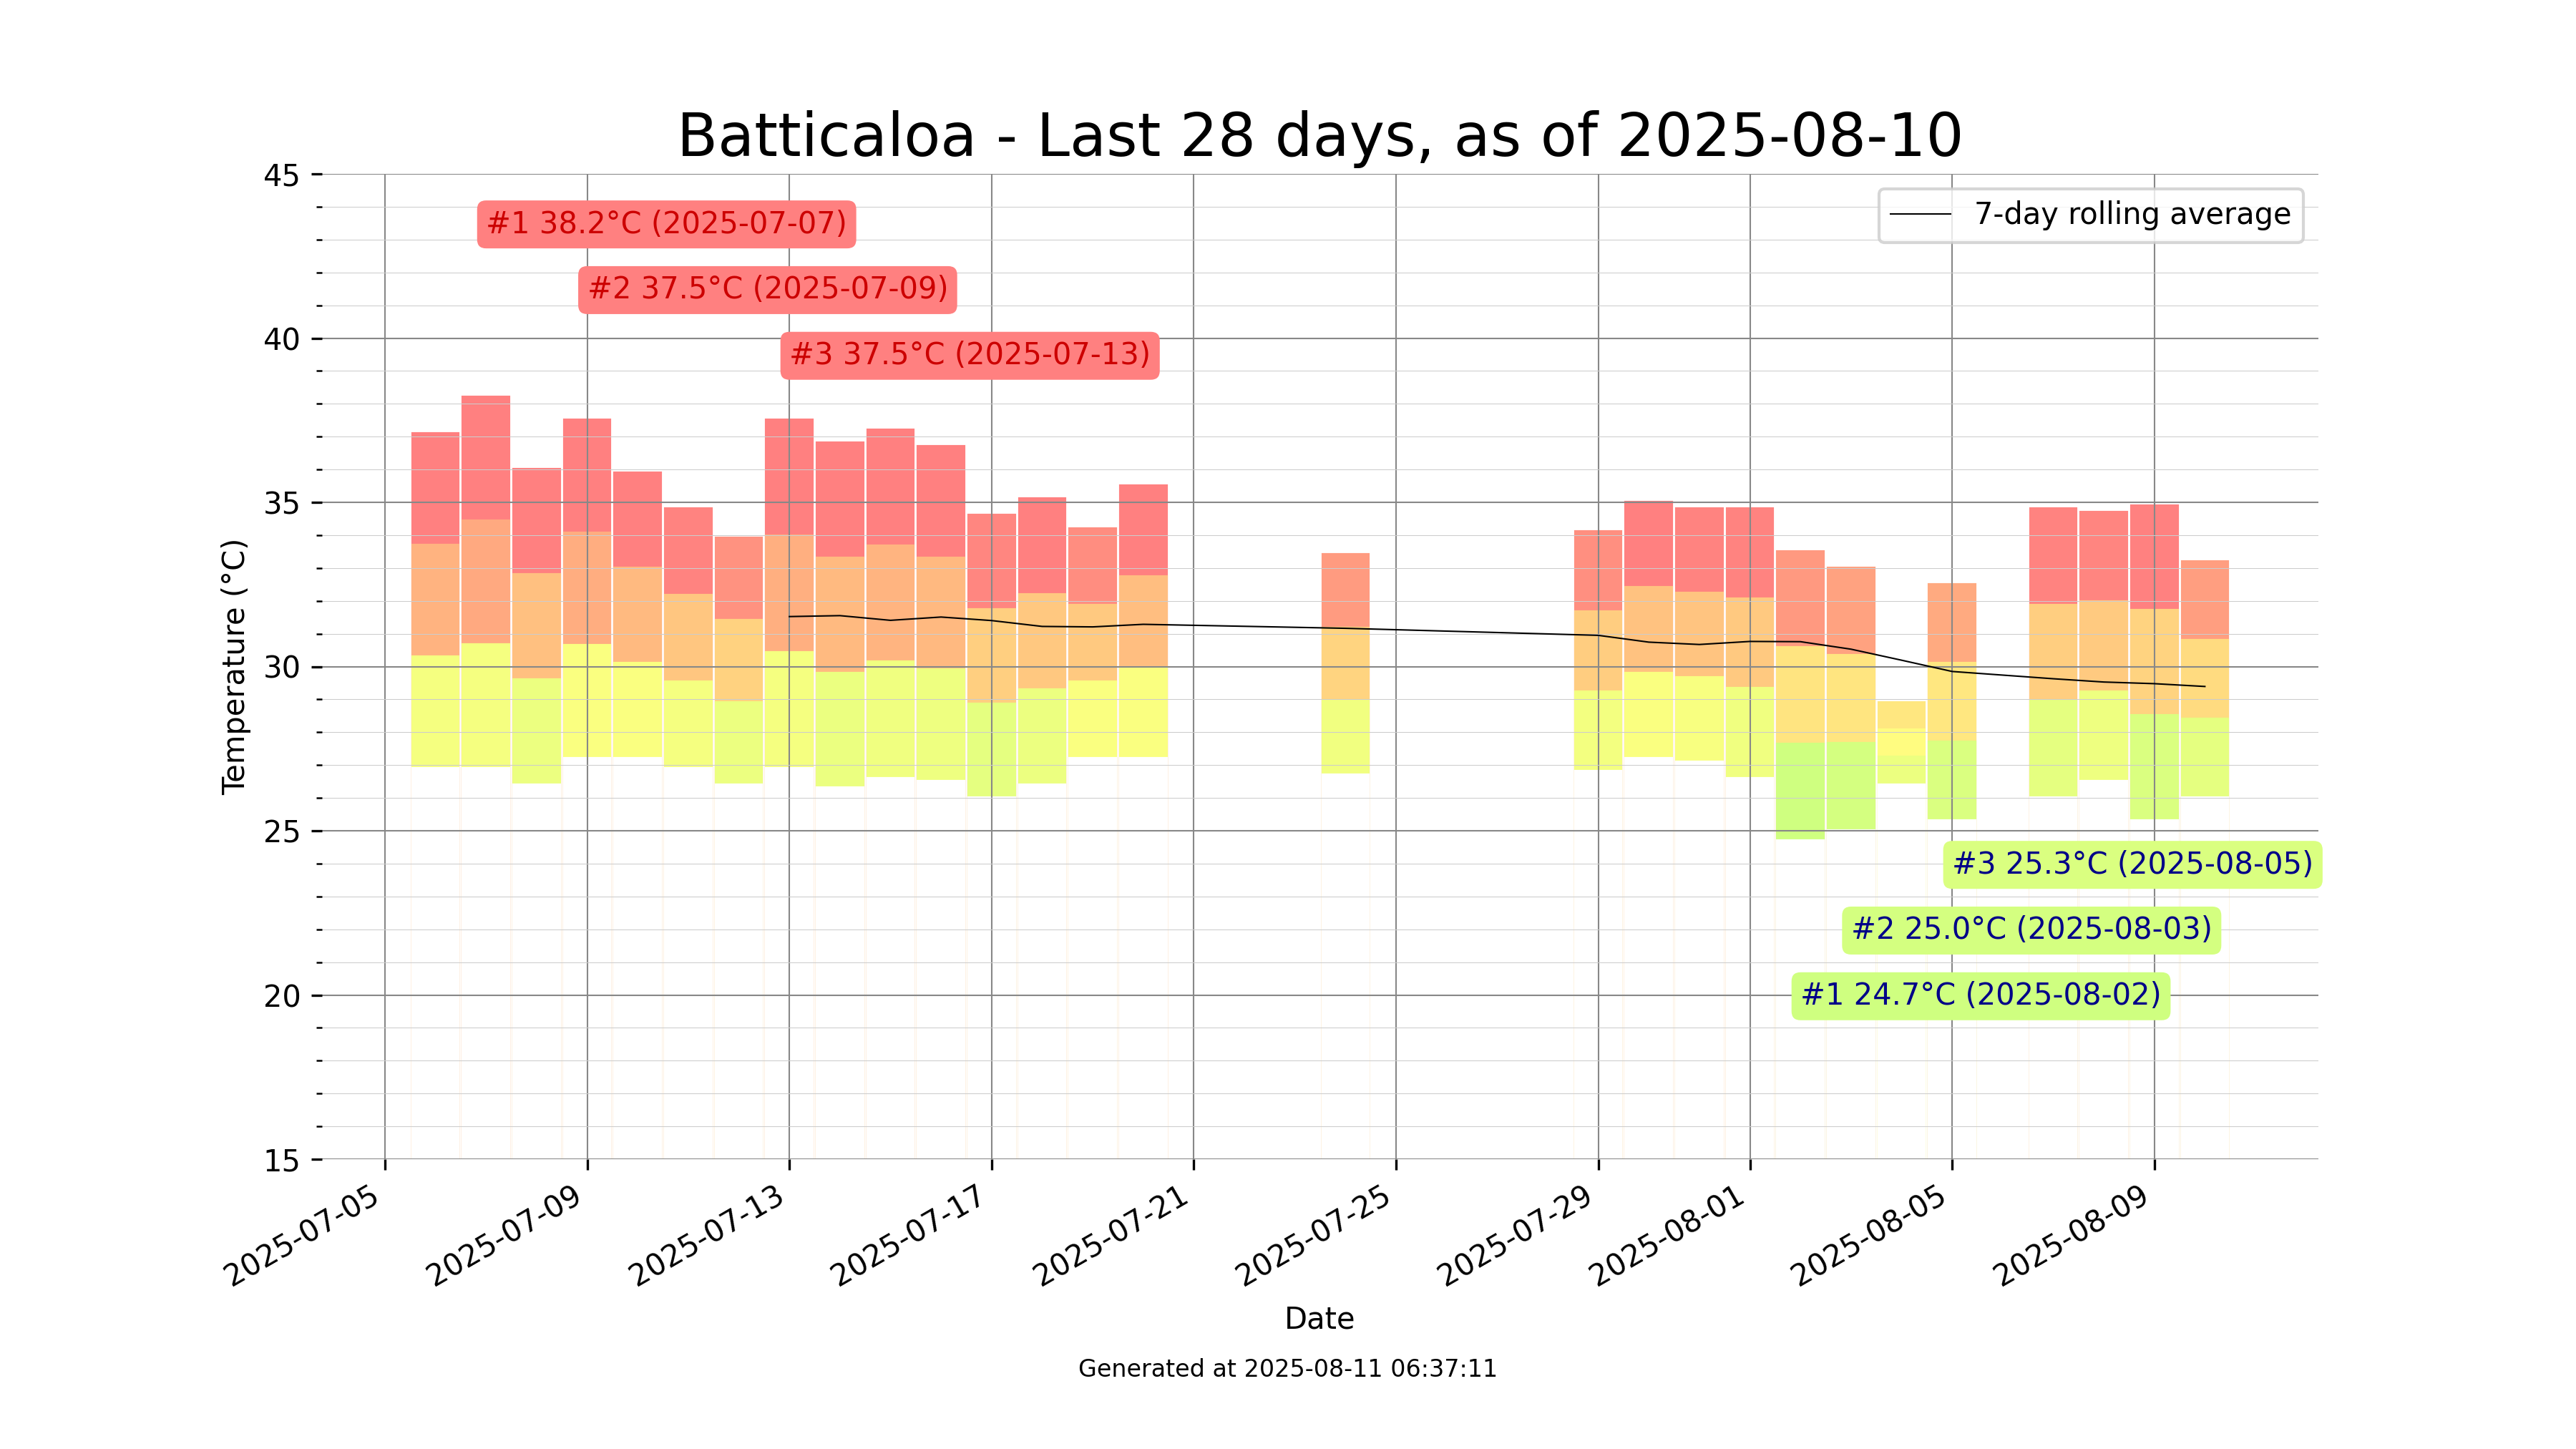 Batticaloa - Last 28 days, as of 2025-08-10
7-day rolling average
#1 38.2°C (2025-07-07)
#2 37.5°C (2025-07-09)
#3 37.5°C (2025-07-13)
#3 25.3°C (2025-08-05)
#2 25.0°C (2025-08-03)
#1 24.7°C (2025-08-02)
Temperature (°C)
45
40
35
30
25
20
15
2025-07-05
2025-07-09
2025-07-13
2025-07-17
2025-07-21
2025-07-25
2025-07-29
2025-08-01
2025-08-05
2025-08-09
Date
Generated at 2025-08-11 06:37:11